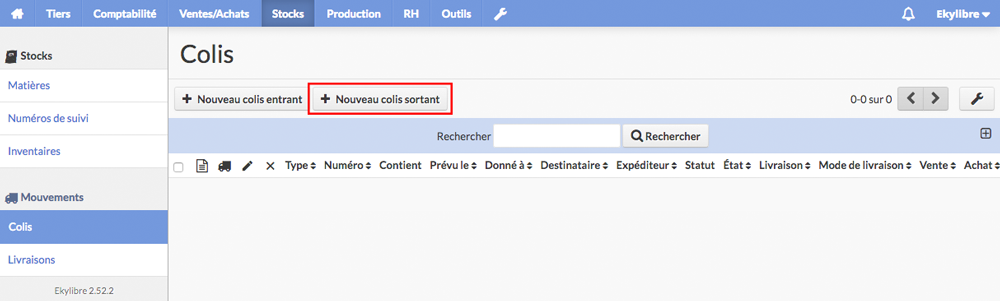 Tiers Comptabilité Ventes/Achats Stocks Production RH Outils Ekylibre
Stocks
Matières
Numéros de suivi
Inventaires
Mouvements
Colis
Livraisons
Ekylibre 2.52.2
Colis
Nouveau colis entrant Nouveau colis sortant 0-0 sur 0
Rechercher Rechercher
Type Numéro Contient Prévu le Donné à Destinataire Expéditeur Statut État Livraison Mode de livraison Vente Achat